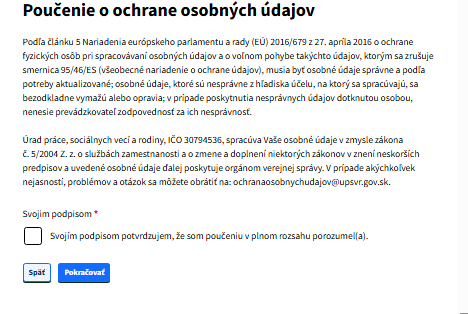 Poučenie o ochrane osobných údajov
Podľa článku 5 Nariadenia európskeho parlamentu a rady (EÚ) 2016/679 z 27. apríla 2016 o ochrane
fyzických osôb pri spracovávaní osobných údajov a o voľnom pohybe takýchto údajov, ktorým sa zrušuje
smernica 95/46/ES (všeobecné nariadenie o ochrane údajov), musia byť osobné údaje správne a podľa
potreby aktualizované; osobné údaje, ktoré sú nesprávne z hľadiska účelu, na ktorý sa spracúvajú, sa
bezodkladne vymažú alebo opravia; v prípade poskytnutia nesprávnych údajov dotknutou osobou,
nenesie prevádzkovateľ zodpovednosť za ich nesprávnosť.
Úrad práce, sociálnych vecí a rodiny, IČO 30794536, spracúva Vaše osobné údaje v zmysle zákona
č. 5/2004 Z. z. o službách zamestnanosti a o zmene a doplnení niektorých zákonov v znení neskorších
predpisov a uvedené osobné údaje ďalej poskytuje orgánom verejnej správy. V prípade akýchkoľvek
nejasností, problémov a otázok sa môžete obrátiť na: ochranaosobnychudajov@upsvr.gov.sk.
Svojim podpisom *
Svojím podpisom potvrdzujem, že som poučeniu v plnom rozsahu porozumel(a).
Späť Pokračovať